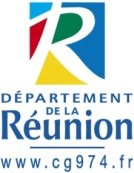 DÉPARTEMENT
DE LA
Réunion
www.cg974.fr